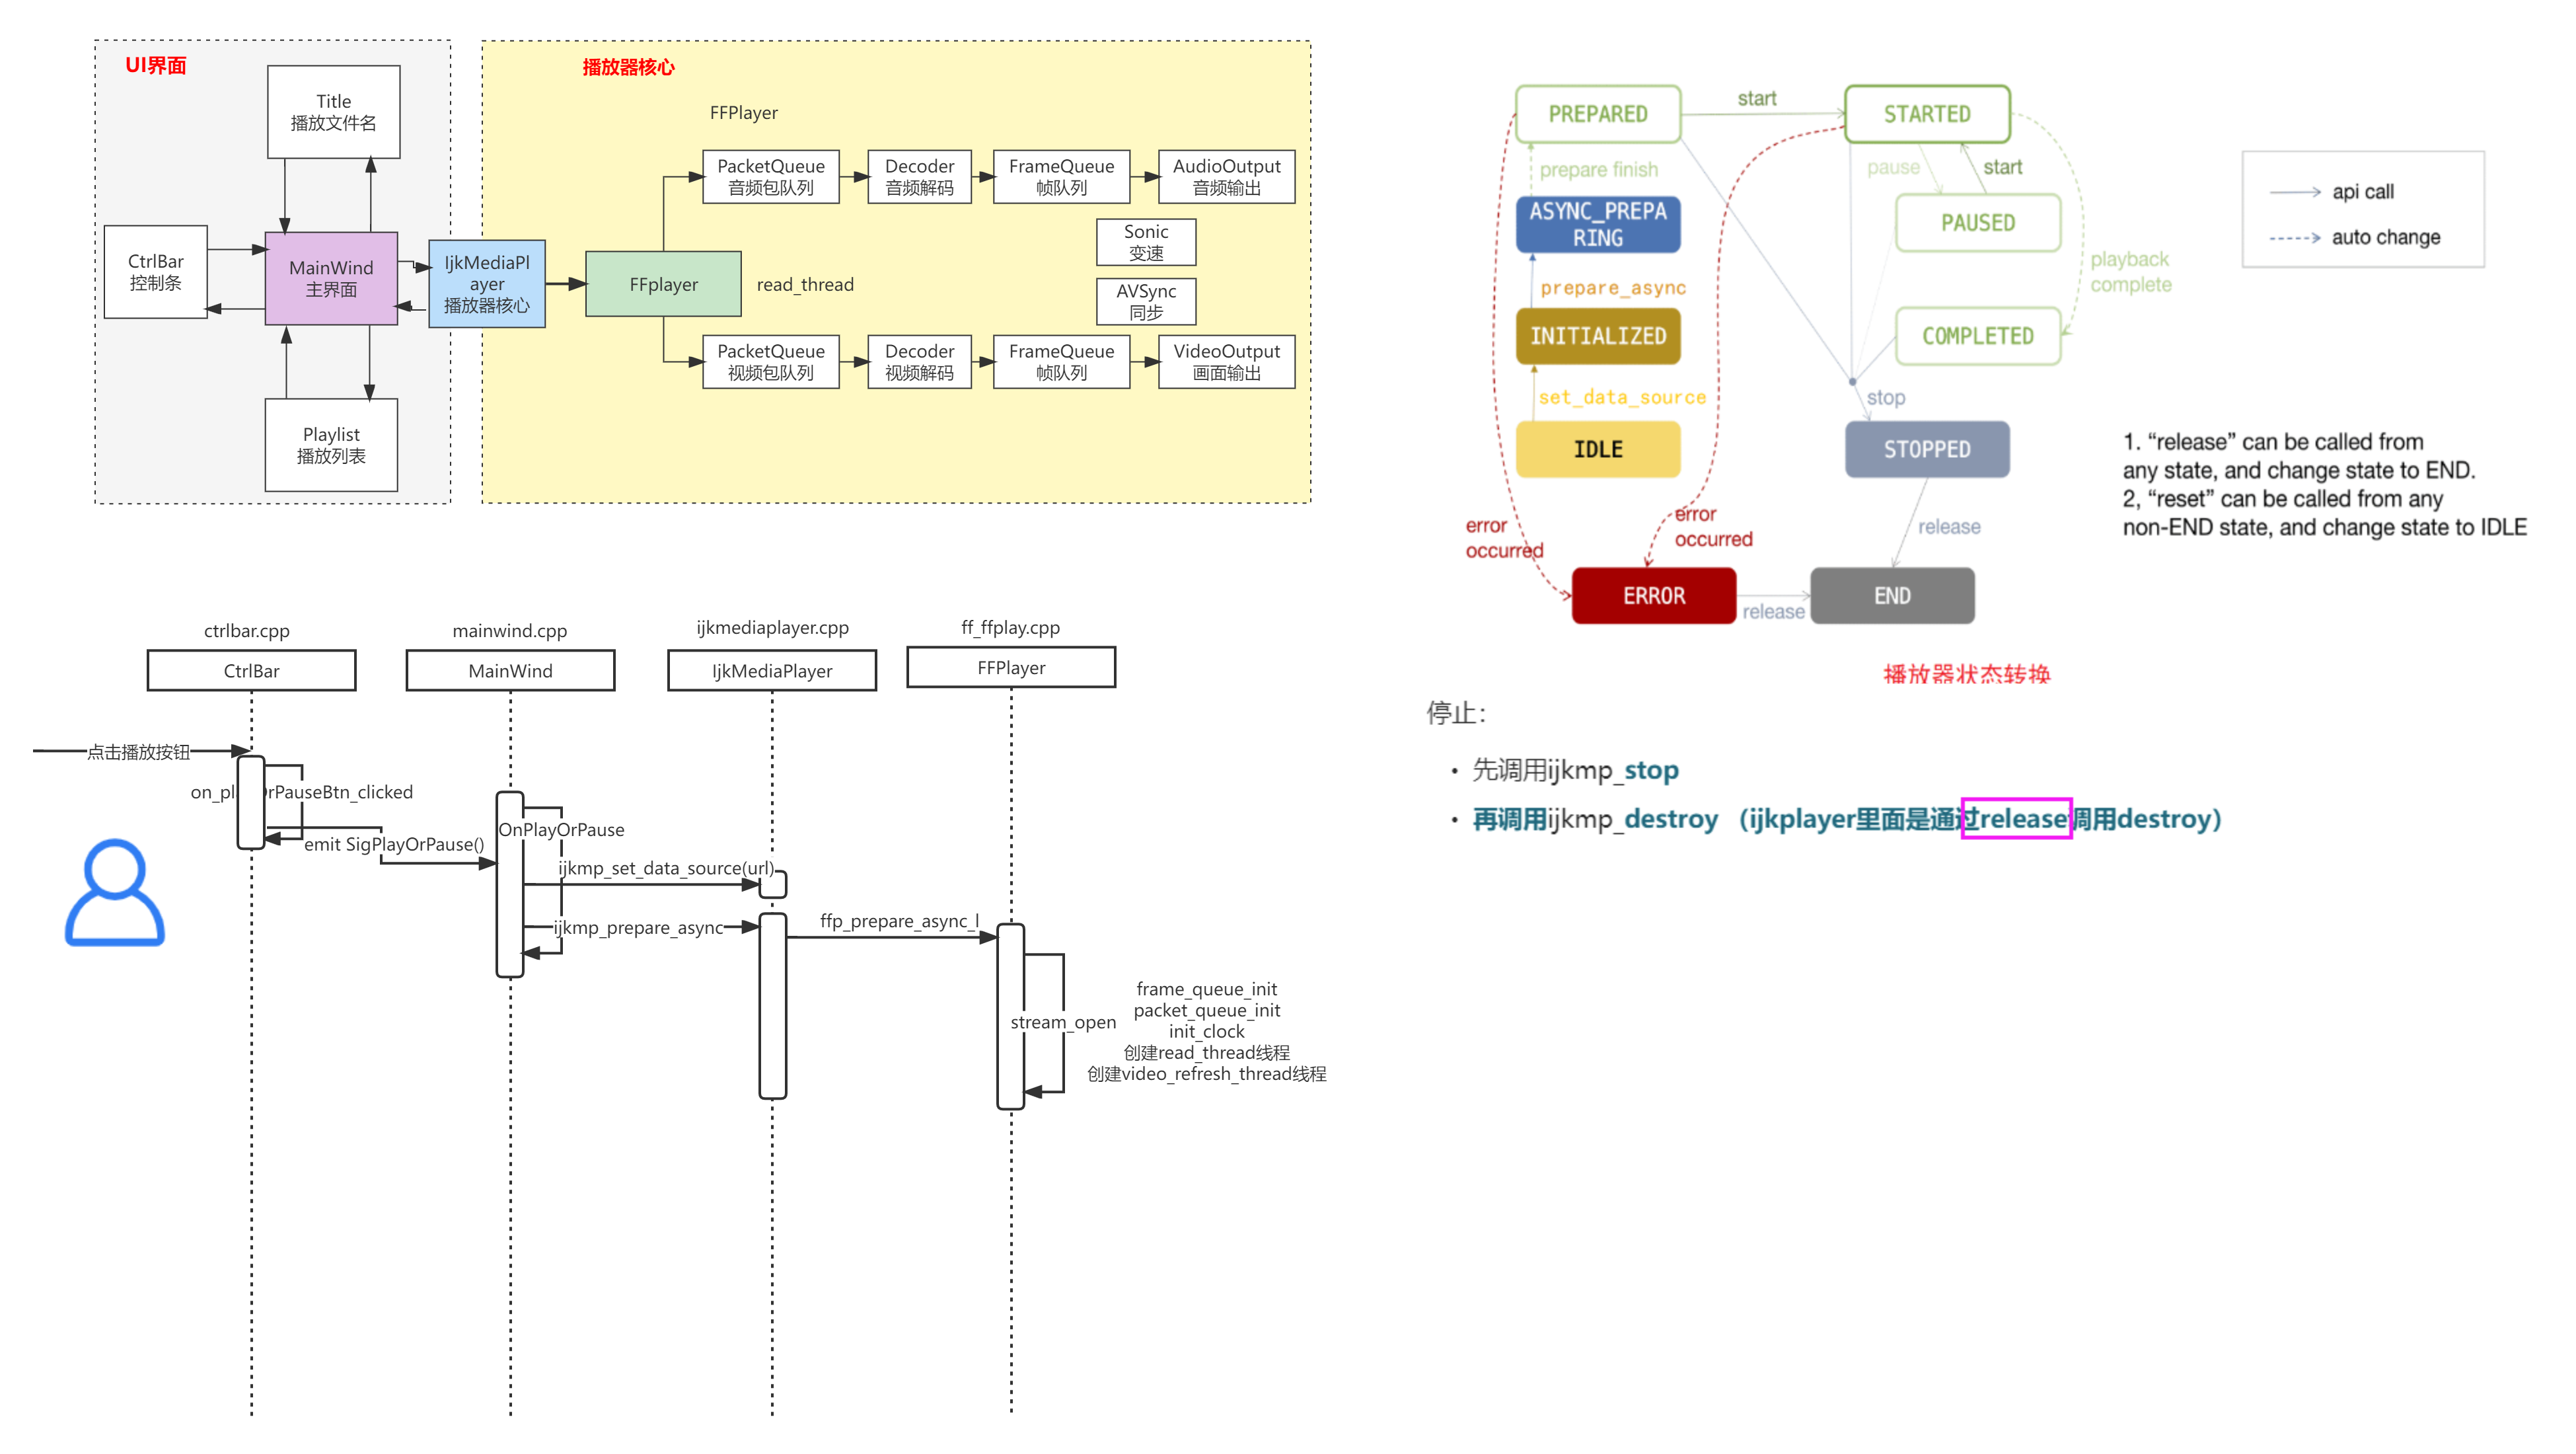 UI界面
Title
播放文件名
CtrlBar
控制条
MainWind
主界面
Playlist
播放列表
IjkMediaPl
ayer
播放器核心
播放器核心
FFPlayer
FFplayer
read_thread
PacketQueue
音频包队列
Decoder
音频解码
FrameQueue
帧队列
AudioOutput
音频输出
Sonic
变速
AVSync
同步
PacketQueue
视频包队列
Decoder
视频解码
FrameQueue
帧队列
VideoOutput
画面输出
PREPARED
start
STARTED
prepare finish
pause
start
ASYNC_PREPA
RING
PAUSED
prepare_async
playback
complete
INITIALIZED
COMPLETED
set_data_source
stop
IDLE
STOPPED
error
occurred
error
occurred
release
ERROR
release
END
api call
auto change
1. “release” can be called from
any state, and change state to END.
2, “reset” can be called from any
non-END state, and change state to IDLE
播放器状态转换
停止：
• 先调用ijkmp_stop
• 再调用ijkmp_destroy （ijkplayer里面是通过release调用destroy）
ctrlbar.cpp
CtrlBar
mainwind.cpp
MainWind
ijkmediaplayer.cpp
IjkMediaPlayer
ff_ffplay.cpp
FFPlayer
点击播放按钮
emit SigPlayOrPause()
OnPlayOrPause
ijkmp_set_data_source(url)
ijkmp_prepare_async
ffp_prepare_async_l
stream_open
frame_queue_init
packet_queue_init
init_clock
创建read_thread线程
创建video_refresh_thread线程